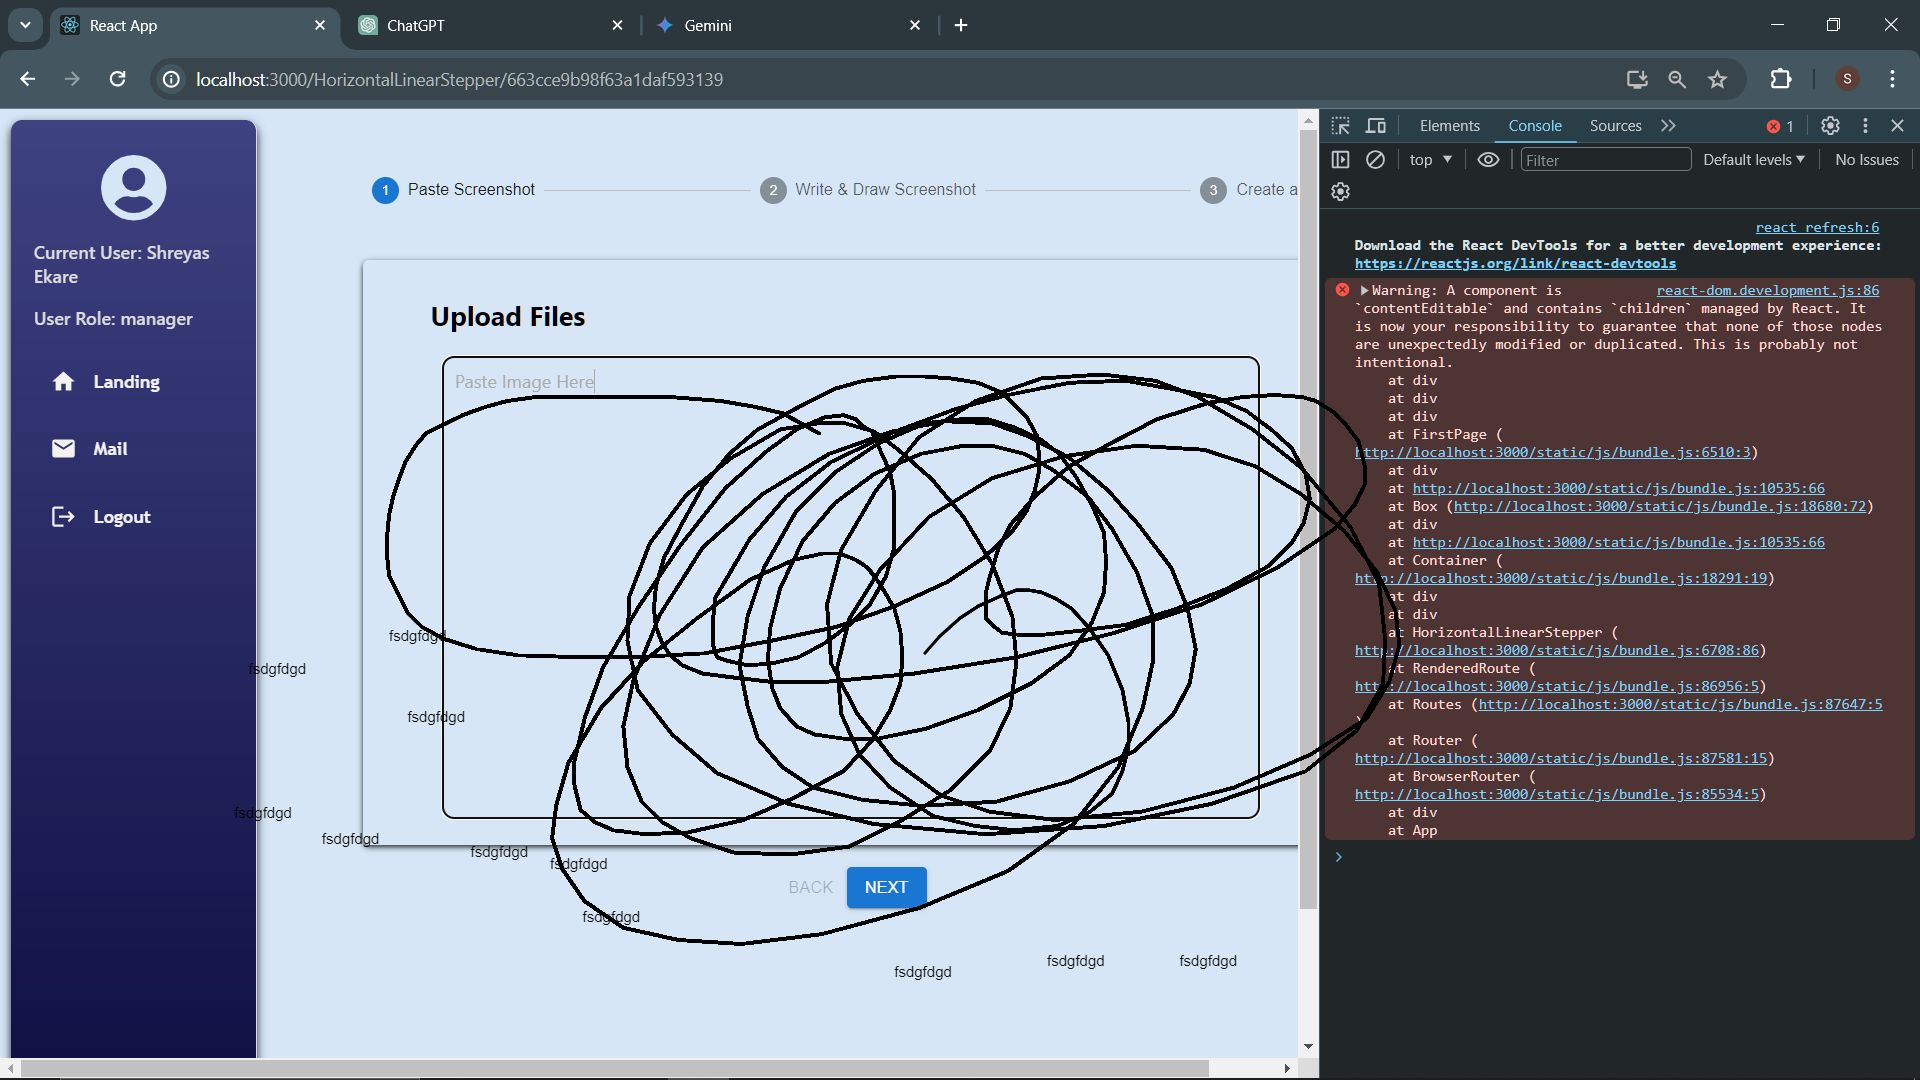 React App
ChatGPT
Gemini
localhost:3000/HorizontalLinearStepper/663cce9b98f63a1daf593139
S
Current User: Shreyas
Ekare
User Role: manager
Landing
Mail
Logout
1 Paste Screenshot
2 Write & Draw Screenshot
3 Create a
Upload Files
Paste Image Here
fsdgfdgd
fsdgfdgd
fsdgfdgd
fsdgfdgd
fsdgfdgd
fsdgfdgd
fsdgfdgd
fsdgfdgd
BACK
NEXT
fsdgfdgd
fsdgfdgd
fsdgfdgd
Elements
Console
Sources
1
top
Filter
Default levels
No Issues
react refresh:6
Download the React DevTools for a better development experience:
https://reactjs.org/link/react-devtools
Warning: A component is react-dom.development.js:86
`contentEditable` and contains `children` managed by React. It
is now your responsibility to guarantee that none of those nodes
are unexpectedly modified or duplicated. This is probably not
intentional.
at div
at div
at div
at FirstPage (
http://localhost:3000/static/js/bundle.js:6510:3)
at div
at http://localhost:3000/static/js/bundle.js:10535:66
at Box (http://localhost:3000/static/js/bundle.js:18680:72)
at div
at http://localhost:3000/static/js/bundle.js:10535:66
at Container (
http://localhost:3000/static/js/bundle.js:18291:19)
at div
at div
at HorizontalLinearStepper (
http://localhost:3000/static/js/bundle.js:6708:86)
at RenderedRoute (
http://localhost:3000/static/js/bundle.js:86956:5)
at Routes (http://localhost:3000/static/js/bundle.js:87647:5
)
at Router (
http://localhost:3000/static/js/bundle.js:87581:15)
at BrowserRouter (
http://localhost:3000/static/js/bundle.js:85534:5)
at div
at App